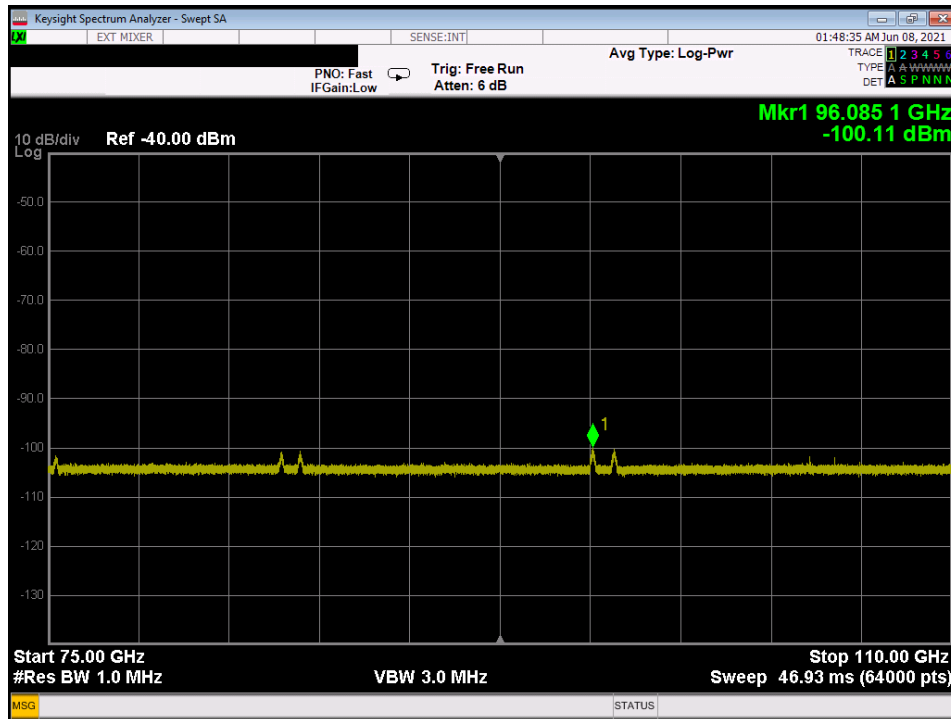 Keysight Spectrum Analyzer - Swept SA
LXI EXT MIXER SENSE:INT 01:48:35 AM Jun 08, 2021
Avg Type: Log-Pwr TRACE 1 2 3 4 5 6
PNO: Fast Trig: Free Run TYPE A A W W W W
IFGain:Low Atten: 6 dB DET A S P N N N
Mkr1 96.085 1 GHz
-100.11 dBm
10 dB/div Ref -40.00 dBm
Log
-50.0
-60.0
-70.0
-80.0
-90.0
1
-100
-110
-120
-130
Start 75.00 GHz Stop 110.00 GHz
#Res BW 1.0 MHz VBW 3.0 MHz Sweep 46.93 ms (64000 pts)
MSG STATUS